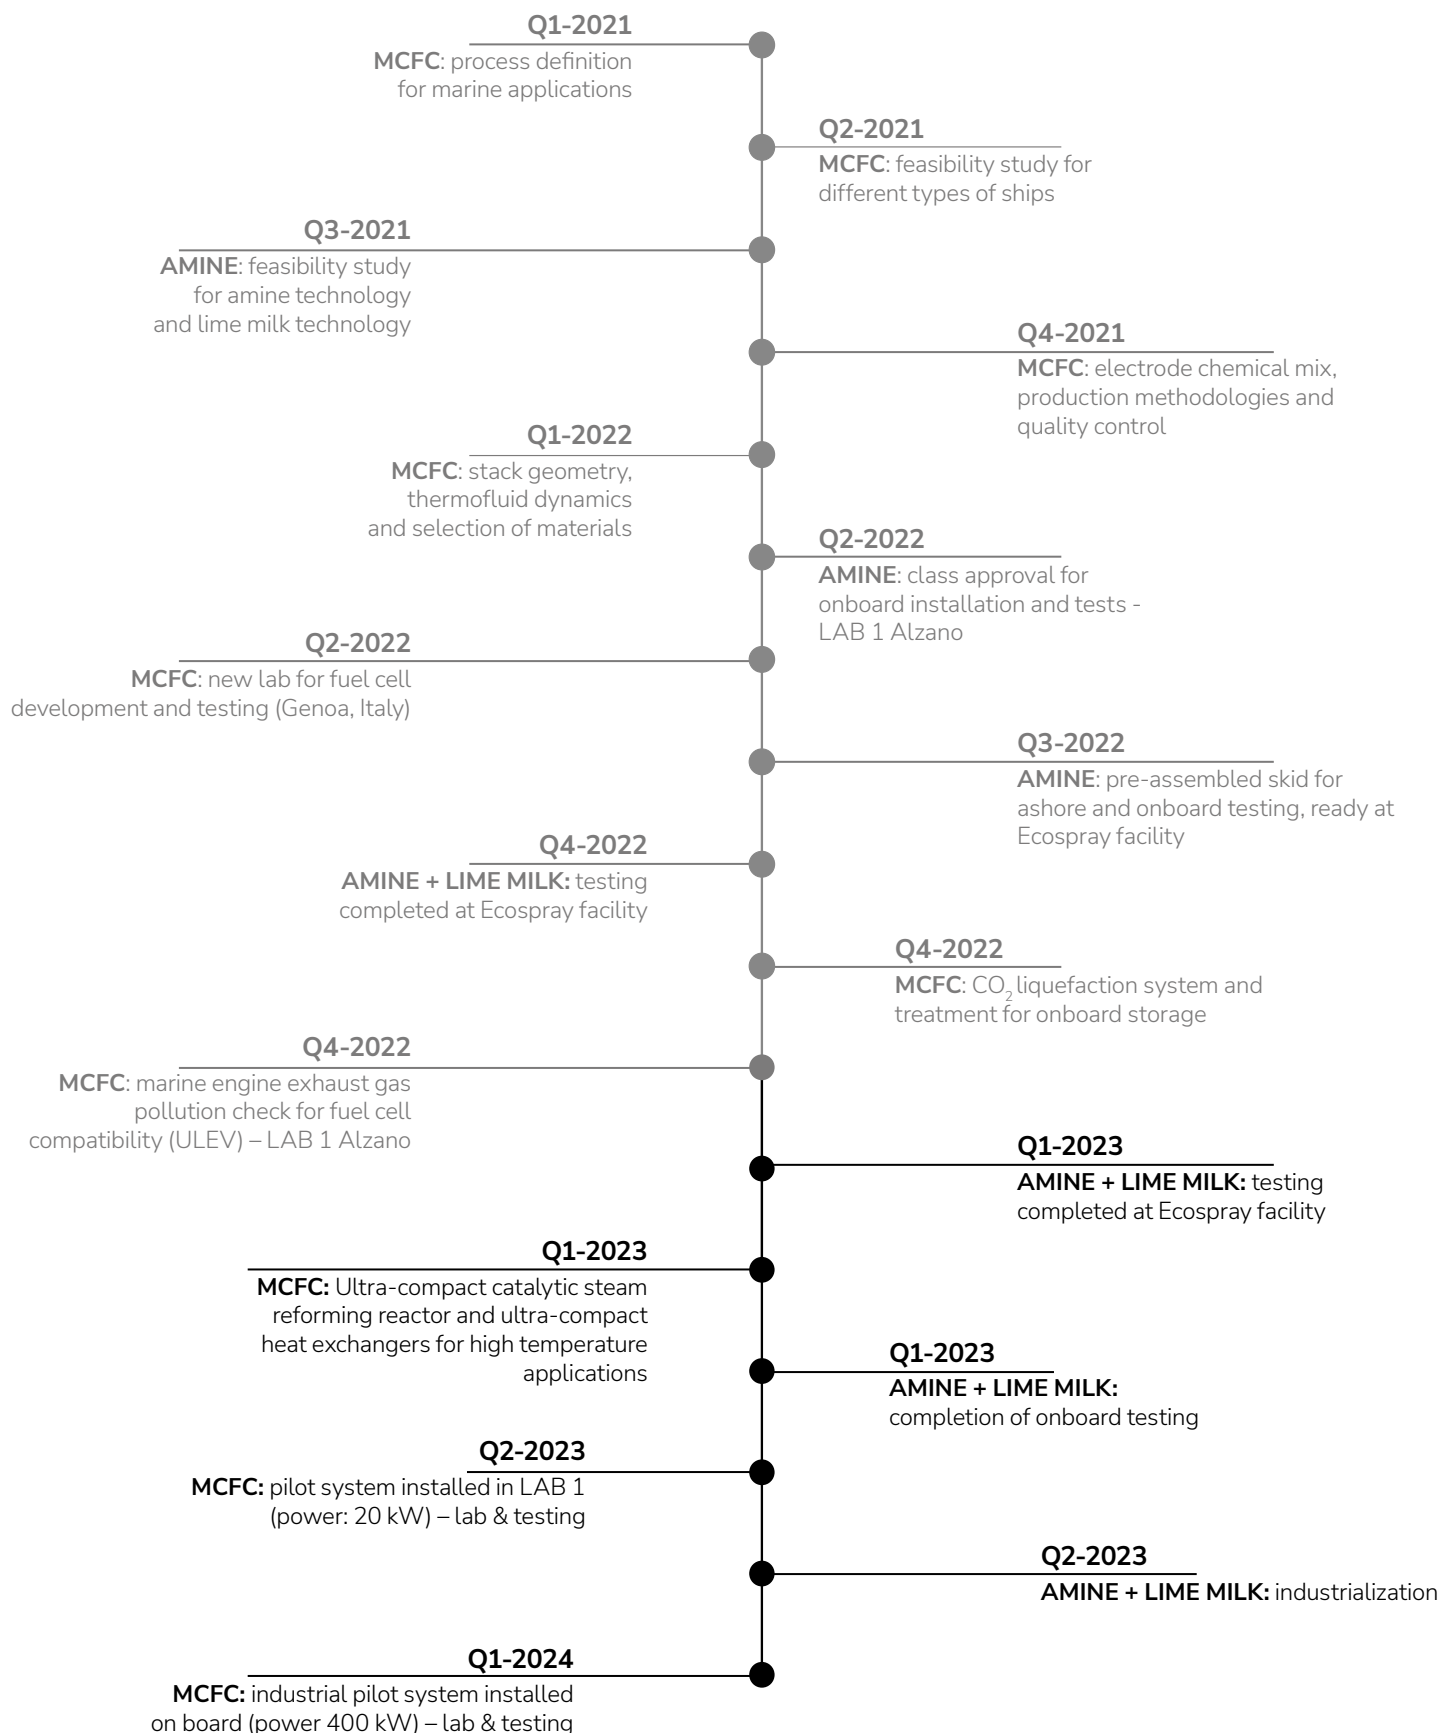 Q1-2021
MCFC: process definition
for marine applications
Q2-2021
MCFC: feasibility study for
different types of ships
Q3-2021
AMINE: feasibility study
for amine technology
and lime milk technology
Q4-2021
MCFC: electrode chemical mix,
production methodologies and
quality control
Q1-2022
MCFC: stack geometry,
thermofluid dynamics
and selection of materials
Q2-2022
AMINE: class approval for
onboard installation and tests -
LAB 1 Alzano
Q2-2022
MCFC: new lab for fuel cell
development and testing (Genoa, Italy)
Q3-2022
AMINE: pre-assembled skid for
ashore and onboard testing, ready at
Ecospray facility
Q4-2022
AMINE + LIME MILK: testing
completed at Ecospray facility
Q4-2022
MCFC: CO₂ liquefaction system and
treatment for onboard storage
Q4-2022
MCFC: marine engine exhaust gas
pollution check for fuel cell
compatibility (ULEV) – LAB 1 Alzano
Q1-2023
AMINE + LIME MILK: testing
completed at Ecospray facility
Q1-2023
MCFC: Ultra-compact catalytic steam
reforming reactor and ultra-compact
heat exchangers for high temperature
applications
Q1-2023
AMINE + LIME MILK:
completion of onboard testing
Q2-2023
MCFC: pilot system installed in LAB 1
(power: 20 kW) – lab & testing
Q2-2023
AMINE + LIME MILK: industrialization
Q1-2024
MCFC: industrial pilot system installed
on board (power 400 kW) – lab & testing